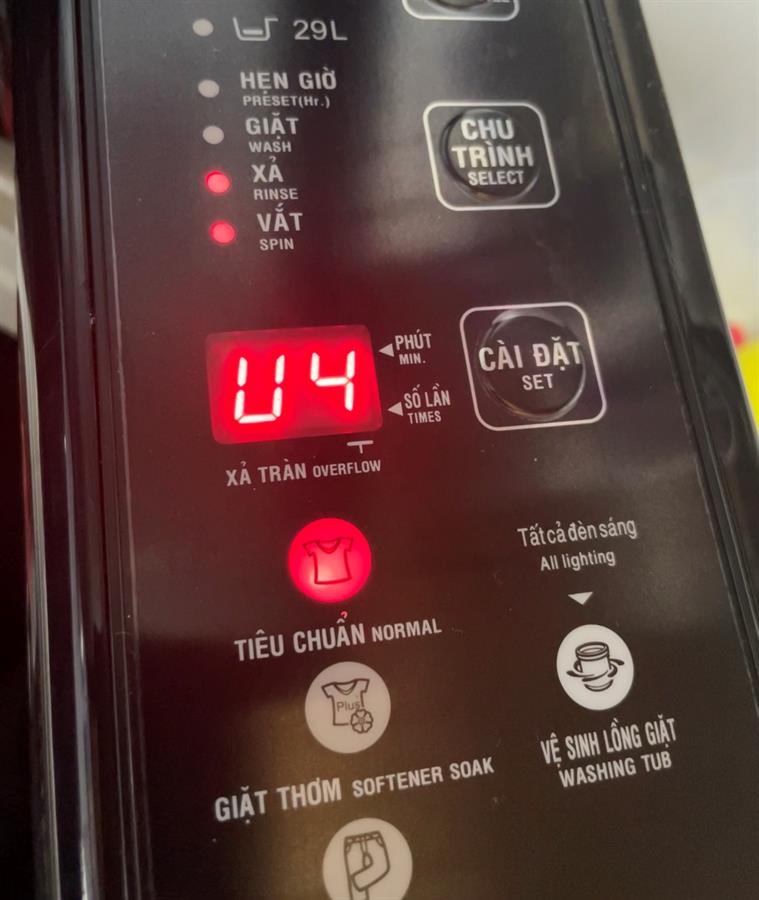 29L
HẸN GIỜ
PRESET(Hr.)
GIẶT
WASH
XẢ
RINSE
VẮT
SPIN
CHU
TRÌNH
SELECT
U4
PHÚT
MIN.
SỐ LẦN
TIMES
CÀI ĐẶT
SET
XẢ TRÀN OVERFLOW
Tất cả đèn sáng
All lighting
TIÊU CHUẨN NORMAL
Plus
VỆ SINH LỒNG GIẶT
WASHING TUB
GIẶT THƠM SOFTENER SOAK